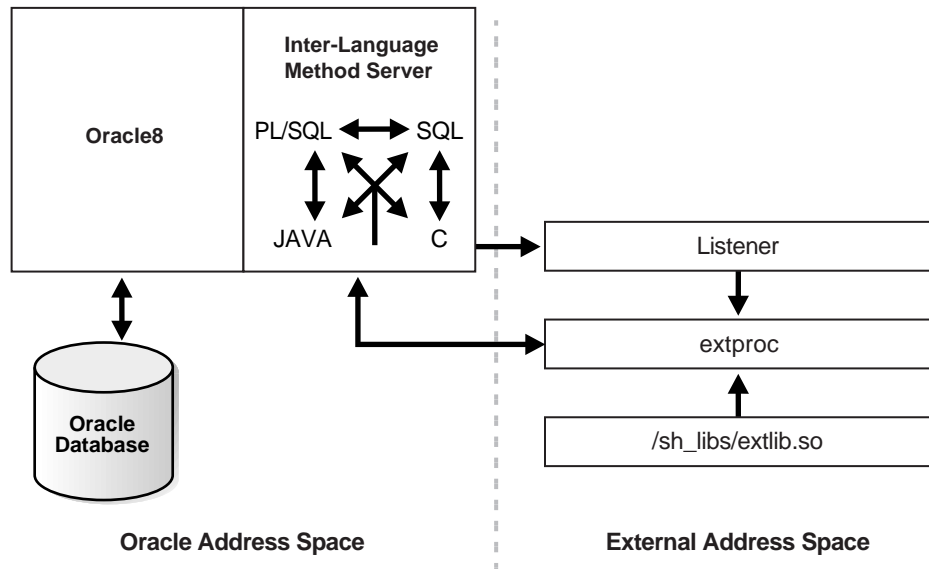 Inter-Language
Method Server
Oracle8
PL/SQL
SQL
JAVA
C
Listener
extproc
/sh_libs/extlib.so
Oracle
Database
Oracle Address Space
External Address Space